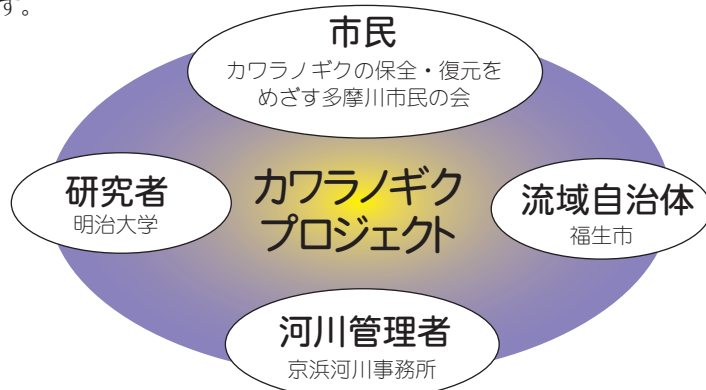 す。
市民
カワラノギクの保全・復元を
めざす多摩川市民の会
研究者
明治大学
カワラノギク
プロジェクト
流域自治体
福生市
河川管理者
京浜河川事務所